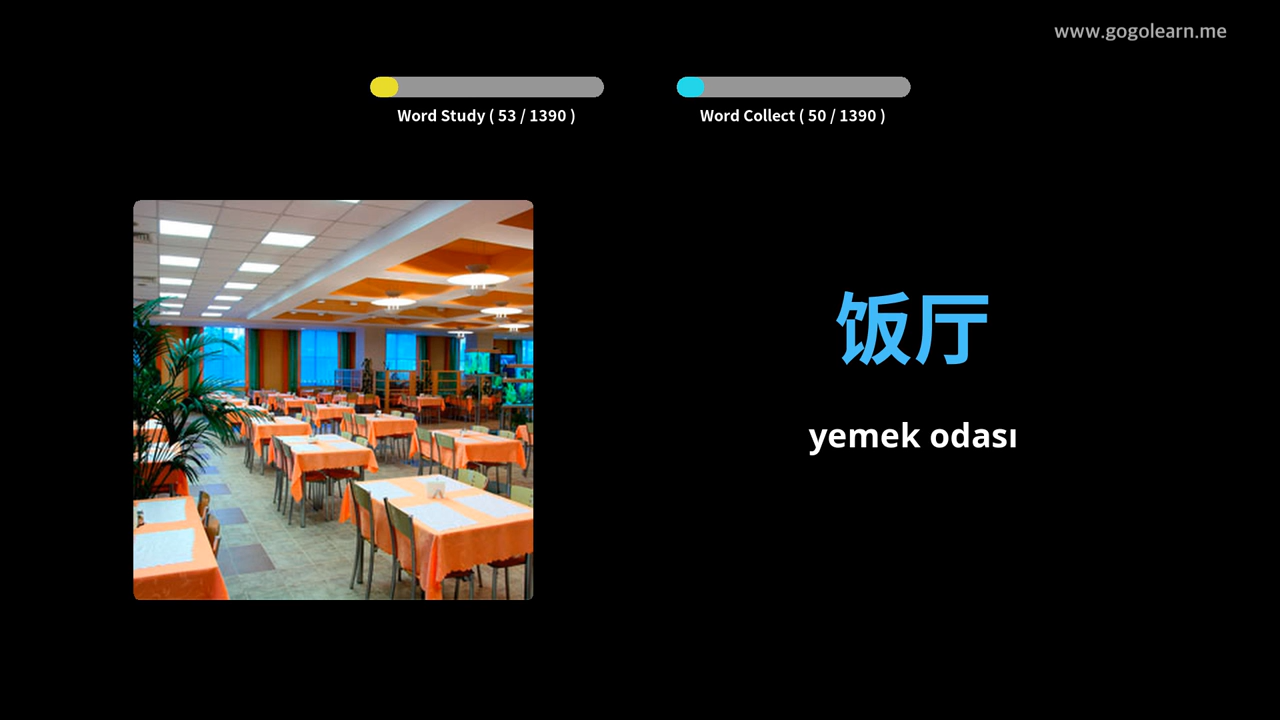 www.gogolearn.me
Word Study ( 53 / 1390 )
Word Collect ( 50 / 1390 )
饭厅
yemek odası